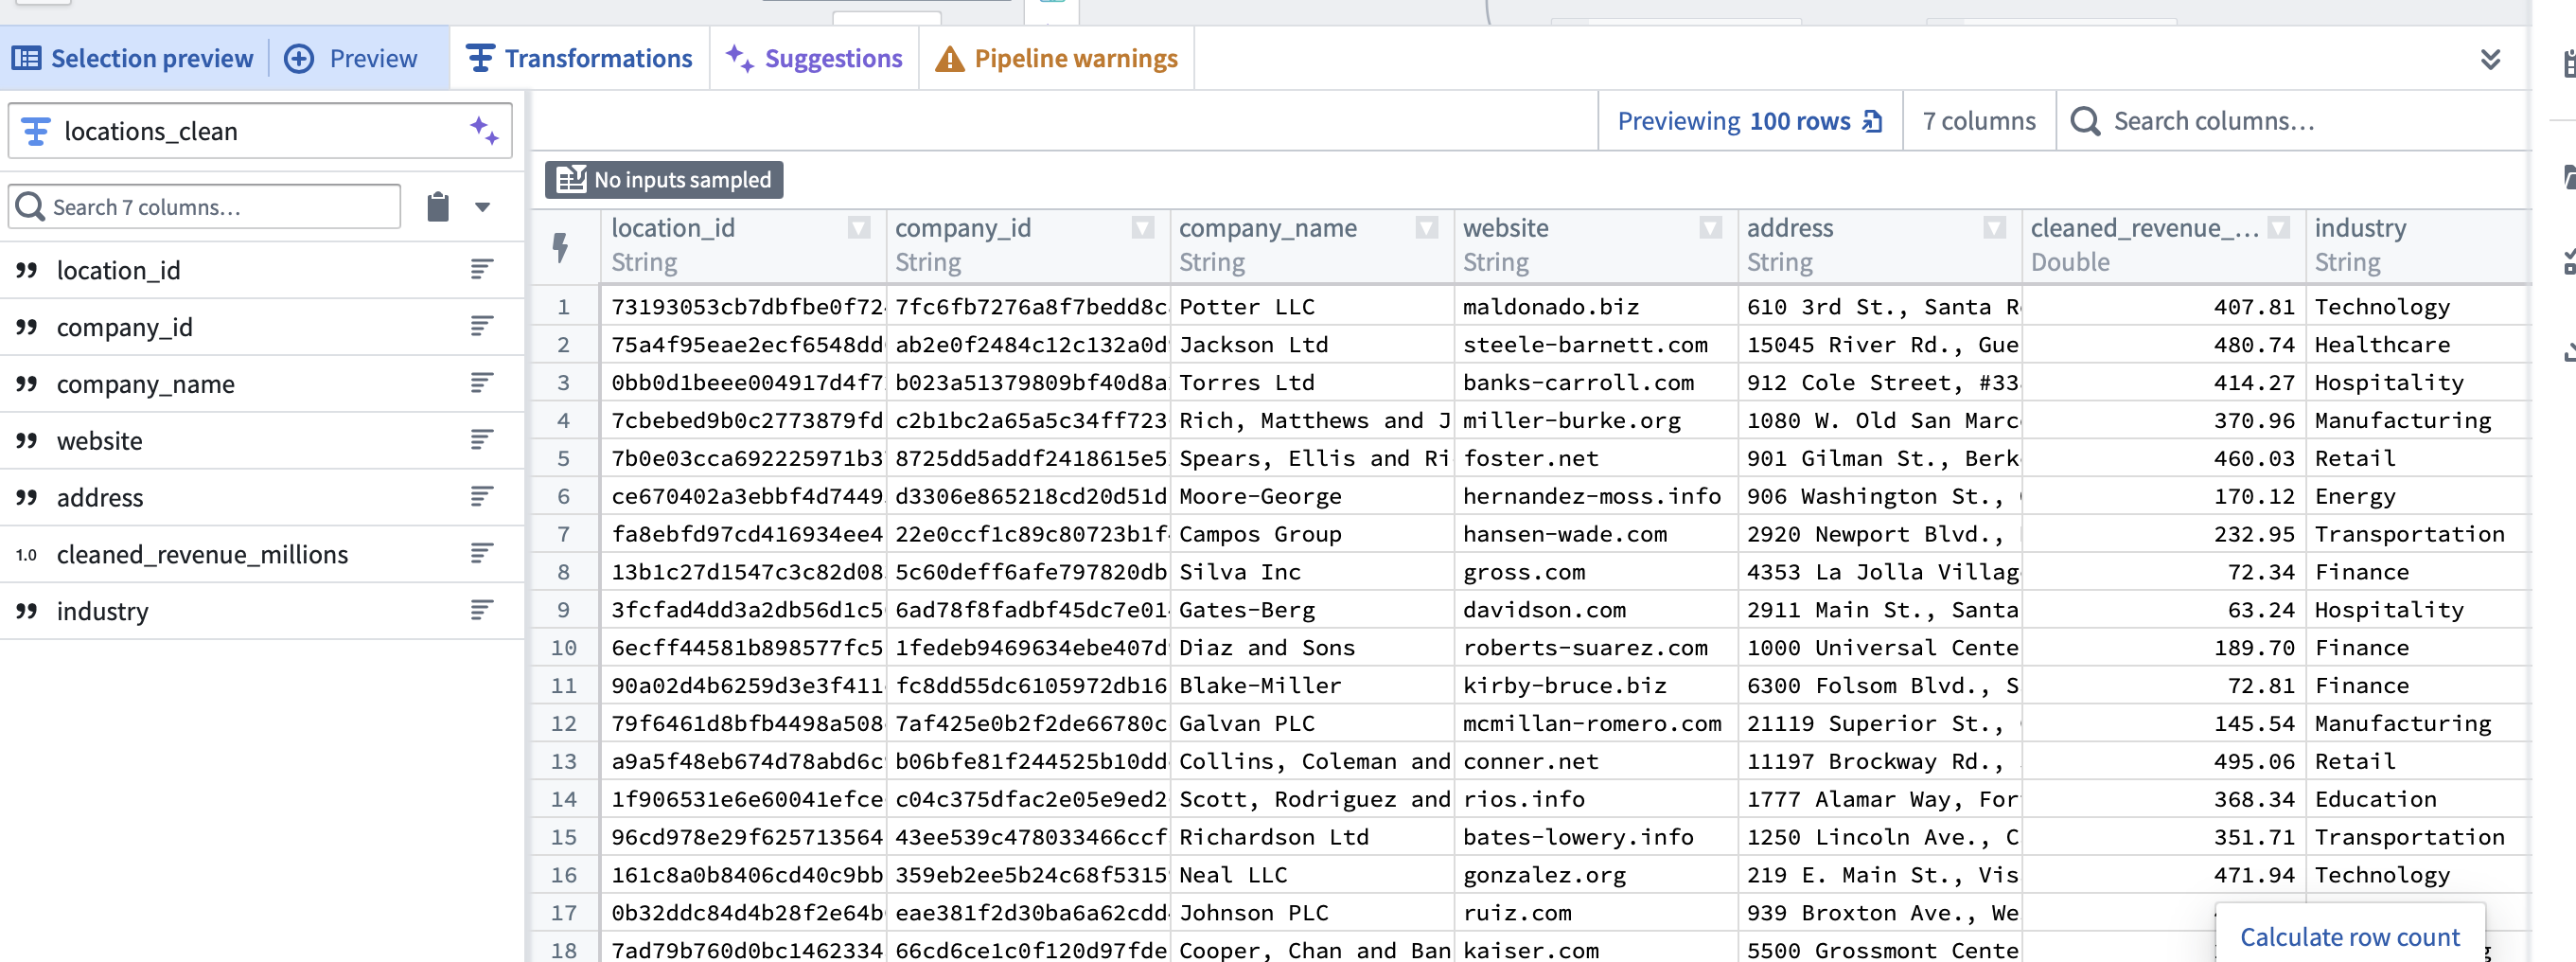 Selection preview Preview Transformations Suggestions Pipeline warnings
locations_clean
Previewing 100 rows 7 columns Search columns...
No inputs sampled
Search 7 columns...
location_id
company_id
company_name
website
address
1.0 cleaned_revenue_millions
industry
location_id company_id company_name website address cleaned_revenue_... industry
String String String String String Double String
1 73193053cb7dbfbe0f72 7fc6fb7276a8f7bedd8c Potter LLC maldonado.biz 610 3rd St., Santa R 407.81 Technology
2 75a4f95eae2ecf6548dd ab2e0f2484c12c132a0d Jackson Ltd steele-barnett.com 15045 River Rd., Gue 480.74 Healthcare
3 0bb0d1beee004917d4f7 b023a51379809bf40d8a Torres Ltd banks-carroll.com 912 Cole Street, #33 414.27 Hospitality
4 7cbebed9b0c2773879fd c2b1bc2a65a5c34ff723 Rich, Matthews and J miller-burke.org 1080 W. Old San Marc 370.96 Manufacturing
5 7b0e03cca692225971b3 8725dd5addf2418615e5 Spears, Ellis and Ri foster.net 901 Gilman St., Berk 460.03 Retail
6 ce670402a3ebbf4d7449 d3306e865218cd20d51d Moore-George hernandez-moss.info 906 Washington St., 170.12 Energy
7 fa8ebfd97cd416934ee4 22e0ccf1c89c80723b1f Campos Group hansen-wade.com 2920 Newport Blvd., 232.95 Transportation
8 13b1c27d1547c3c82d08 5c60deff6afe797820db Silva Inc gross.com 4353 La Jolla Villag 72.34 Finance
9 3fcfad4dd3a2db56d1c5 6ad78f8fadbf45dc7e01 Gates-Berg davidson.com 2911 Main St., Santa 63.24 Hospitality
10 6ecff44581b898577fc5 1fedeb9469634ebe407d Diaz and Sons roberts-suarez.com 1000 Universal Cente 189.70 Finance
11 90a02d4b6259d3e3f411 fc8dd55dc6105972db16 Blake-Miller kirby-bruce.biz 6300 Folsom Blvd., S 72.81 Finance
12 79f6461d8bfb4498a508 7af425e0b2f2de66780c Galvan PLC mcmillan-romero.com 21119 Superior St., 145.54 Manufacturing
13 a9a5f48eb674d78abd6c b06bfe81f244525b10dd Collins, Coleman and conner.net 11197 Brockway Rd., 495.06 Retail
14 1f906531e6e60041efce c04c375dfac2e05e9ed2 Scott, Rodriguez and rios.info 1777 Alamar Way, For 368.34 Education
15 96cd978e29f625713564 43ee539c478033466ccf Richardson Ltd bates-lowery.info 1250 Lincoln Ave., C 351.71 Transportation
16 161c8a0b8406cd40c9bb 359eb2ee5b24c68f5315 Neal LLC gonzalez.org 219 E. Main St., Vis 471.94 Technology
17 0b32ddc84d4b28f2e64b eae381f2d30ba6a62cdd Johnson PLC ruiz.com 939 Broxton Ave., We
18 7ad79b760d0bc1462334 66cd6ce1c0f120d97fde Cooper, Chan and Ban kaiser.com 5500 Grossmont Cente
Calculate row count